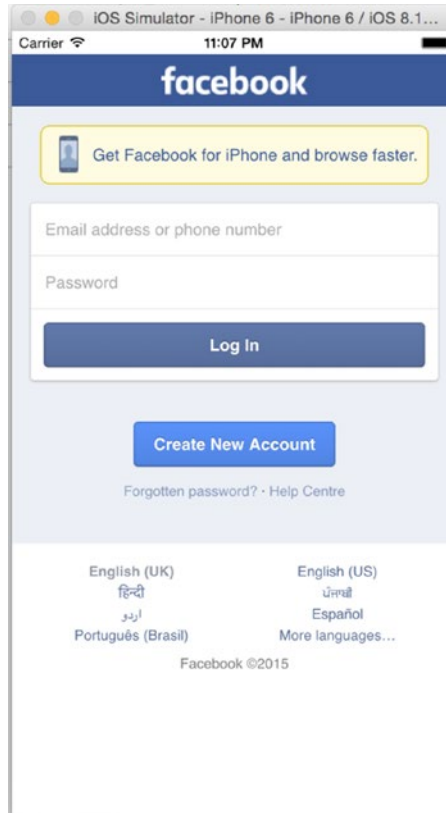 iOS Simulator - iPhone 6 - iPhone 6 / iOS 8.1...
Carrier 11:07 PM
facebook
Get Facebook for iPhone and browse faster.
Email address or phone number
Password
Log In
Create New Account
Forgotten password? · Help Centre
English (UK) English (US)
हिन्दी ਪੰਜਾਬੀ
اردو Español
Português (Brasil) More languages...
Facebook ©2015